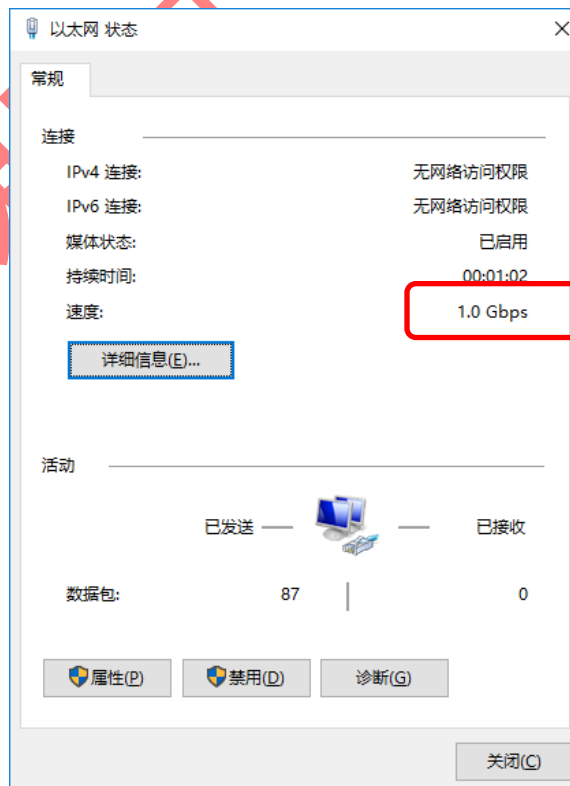 以太网 状态
常规
连接
IPv4 连接: 无网络访问权限
IPv6 连接: 无网络访问权限
媒体状态: 已启用
持续时间: 00:01:02
速度: 1.0 Gbps
详细信息(E)...
活动
已发送 已接收
数据包: 87 0
属性(P) 禁用(D) 诊断(G)
关闭(C)